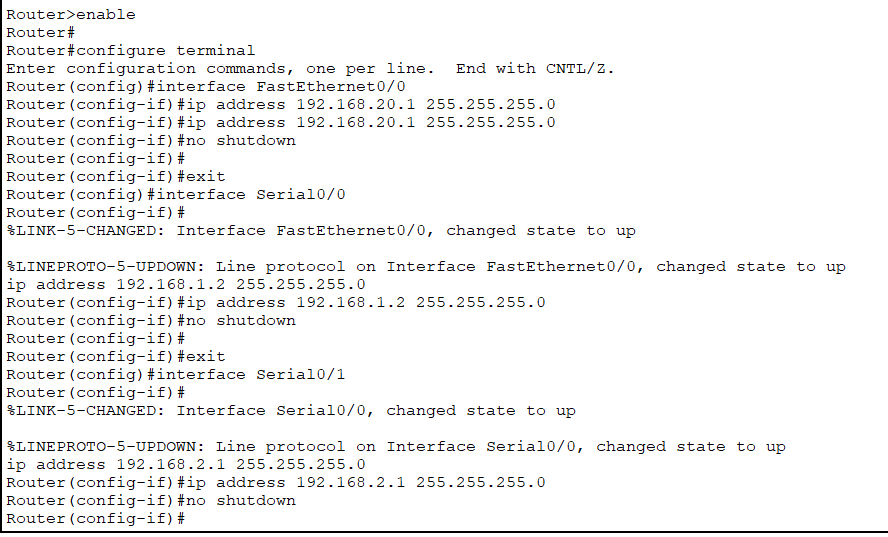 Router>enable
Router#
Router#configure terminal
Enter configuration commands, one per line.  End with CNTL/Z.
Router(config)#interface FastEthernet0/0
Router(config-if)#ip address 192.168.20.1 255.255.255.0
Router(config-if)#ip address 192.168.20.1 255.255.255.0
Router(config-if)#no shutdown
Router(config-if)#
Router(config-if)#exit
Router(config)#interface Serial0/0
Router(config-if)#
%LINK-5-CHANGED: Interface FastEthernet0/0, changed state to up
%LINEPROTO-5-UPDOWN: Line protocol on Interface FastEthernet0/0, changed state to up
ip address 192.168.1.2 255.255.255.0
Router(config-if)#ip address 192.168.1.2 255.255.255.0
Router(config-if)#no shutdown
Router(config-if)#
Router(config-if)#exit
Router(config)#interface Serial0/1
Router(config-if)#
%LINK-5-CHANGED: Interface Serial0/0, changed state to up
%LINEPROTO-5-UPDOWN: Line protocol on Interface Serial0/0, changed state to up
ip address 192.168.2.1 255.255.255.0
Router(config-if)#ip address 192.168.2.1 255.255.255.0
Router(config-if)#no shutdown
Router(config-if)#